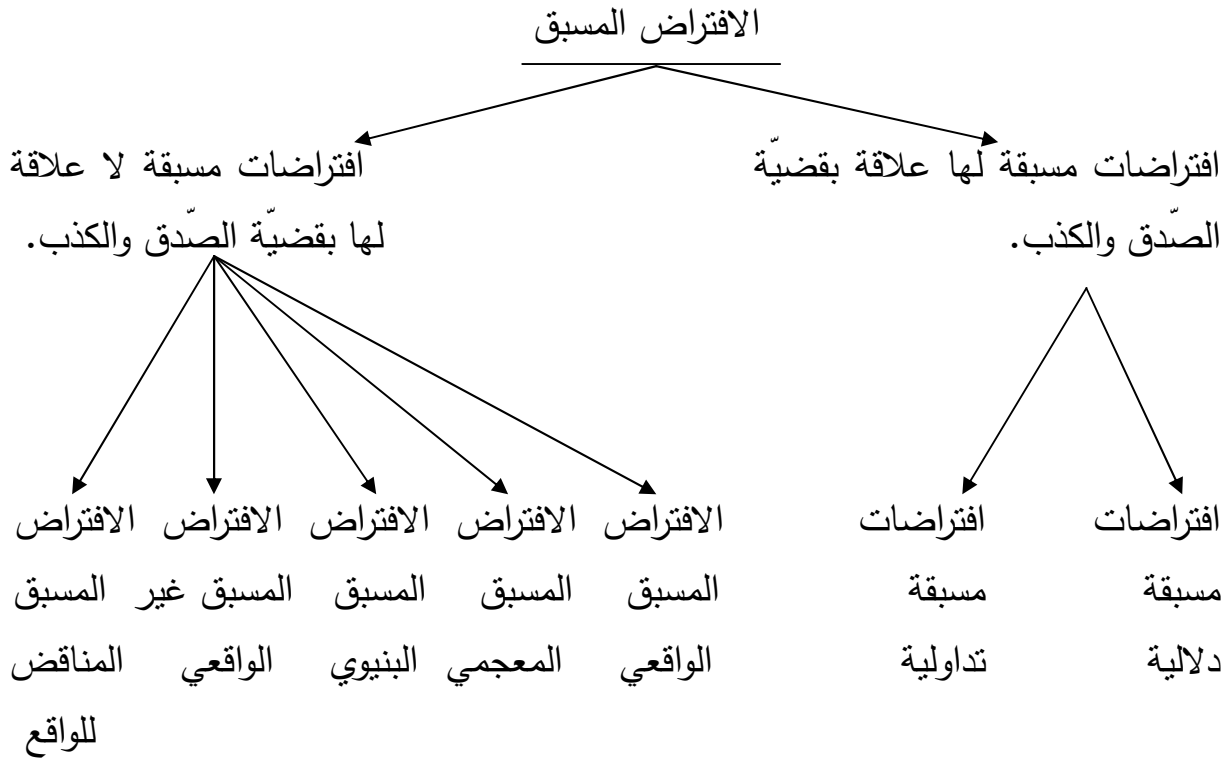 الافتراض المسبق
افتراضات مسبقة لها علاقة بقضيّة
الصّدق والكذب.
افتراضات مسبقة لا علاقة
لها بقضيّة الصّدق والكذب.
افتراضات
مسبقة
دلالية
افتراضات
مسبقة
تداولية
الافتراض
المسبق
الواقعي
الافتراض
المسبق
المعجمي
الافتراض
المسبق
البنيوي
الافتراض
المسبق غير
الواقعي
الافتراض
المسبق
المناقض
للواقع